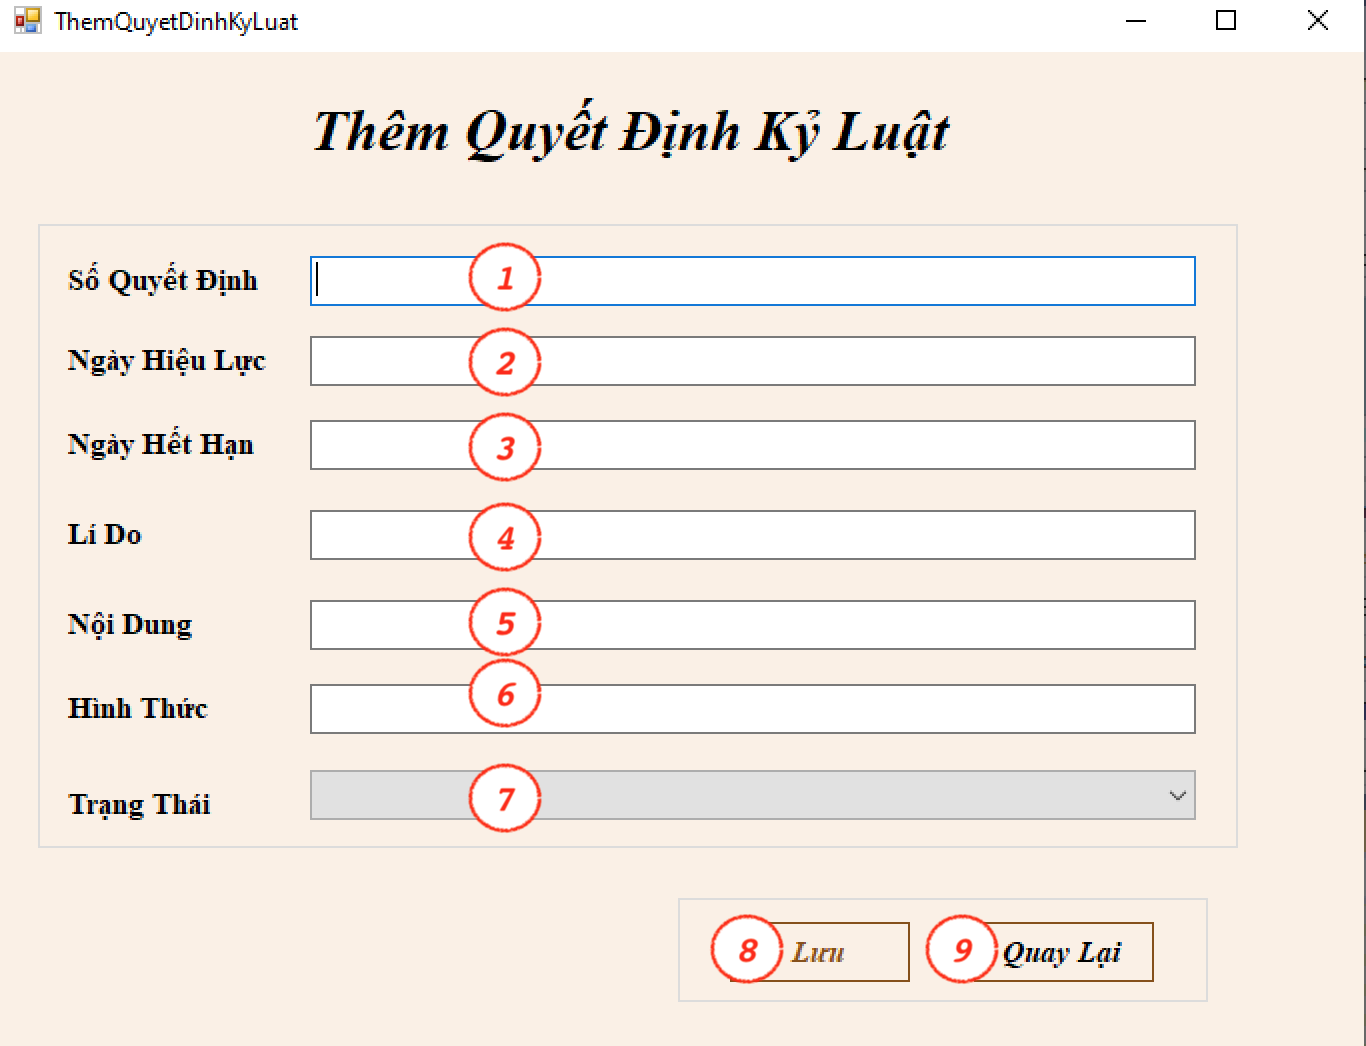 ThemQuyetDinhKyLuat
Thêm Quyết Định Kỷ Luật
Số Quyết Định 1
Ngày Hiệu Lực 2
Ngày Hết Hạn 3
Lí Do 4
Nội Dung 5
Hình Thức 6
Trạng Thái 7
8 Lưu 9 Quay Lại